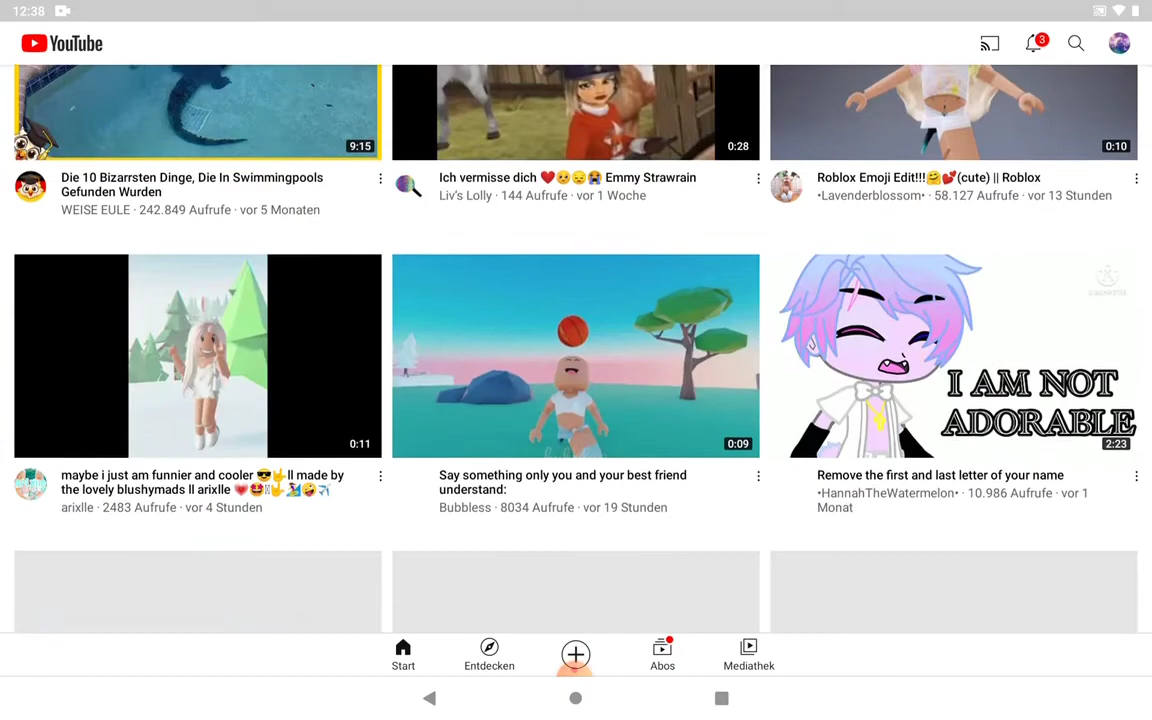 12:38
YouTube
3
9:15
0:28
0:10
Die 10 Bizarrsten Dinge, Die In Swimmingpools
Gefunden Wurden
WEISE EULE · 242.849 Aufrufe · vor 5 Monaten
Ich vermisse dich ❤️🥺😔😭 Emmy Strawrain
Liv's Lolly · 144 Aufrufe · vor 1 Woche
Roblox Emoji Edit!!!🤗💕(cute) || Roblox
•Lavenderblossom• · 58.127 Aufrufe · vor 13 Stunden
I AM NOT
ADORABLE
0:11
0:09
2:23
maybe i just am funnier and cooler 😎🤟ll made by
the lovely blushymads ll arixlle
arixlle · 2483 Aufrufe · vor 4 Stunden
Say something only you and your best friend
understand:
Bubbless · 8034 Aufrufe · vor 19 Stunden
Remove the first and last letter of your name
•HannahTheWatermelon• · 10.986 Aufrufe · vor 1
Monat
Start
Entdecken
Abos
Mediathek